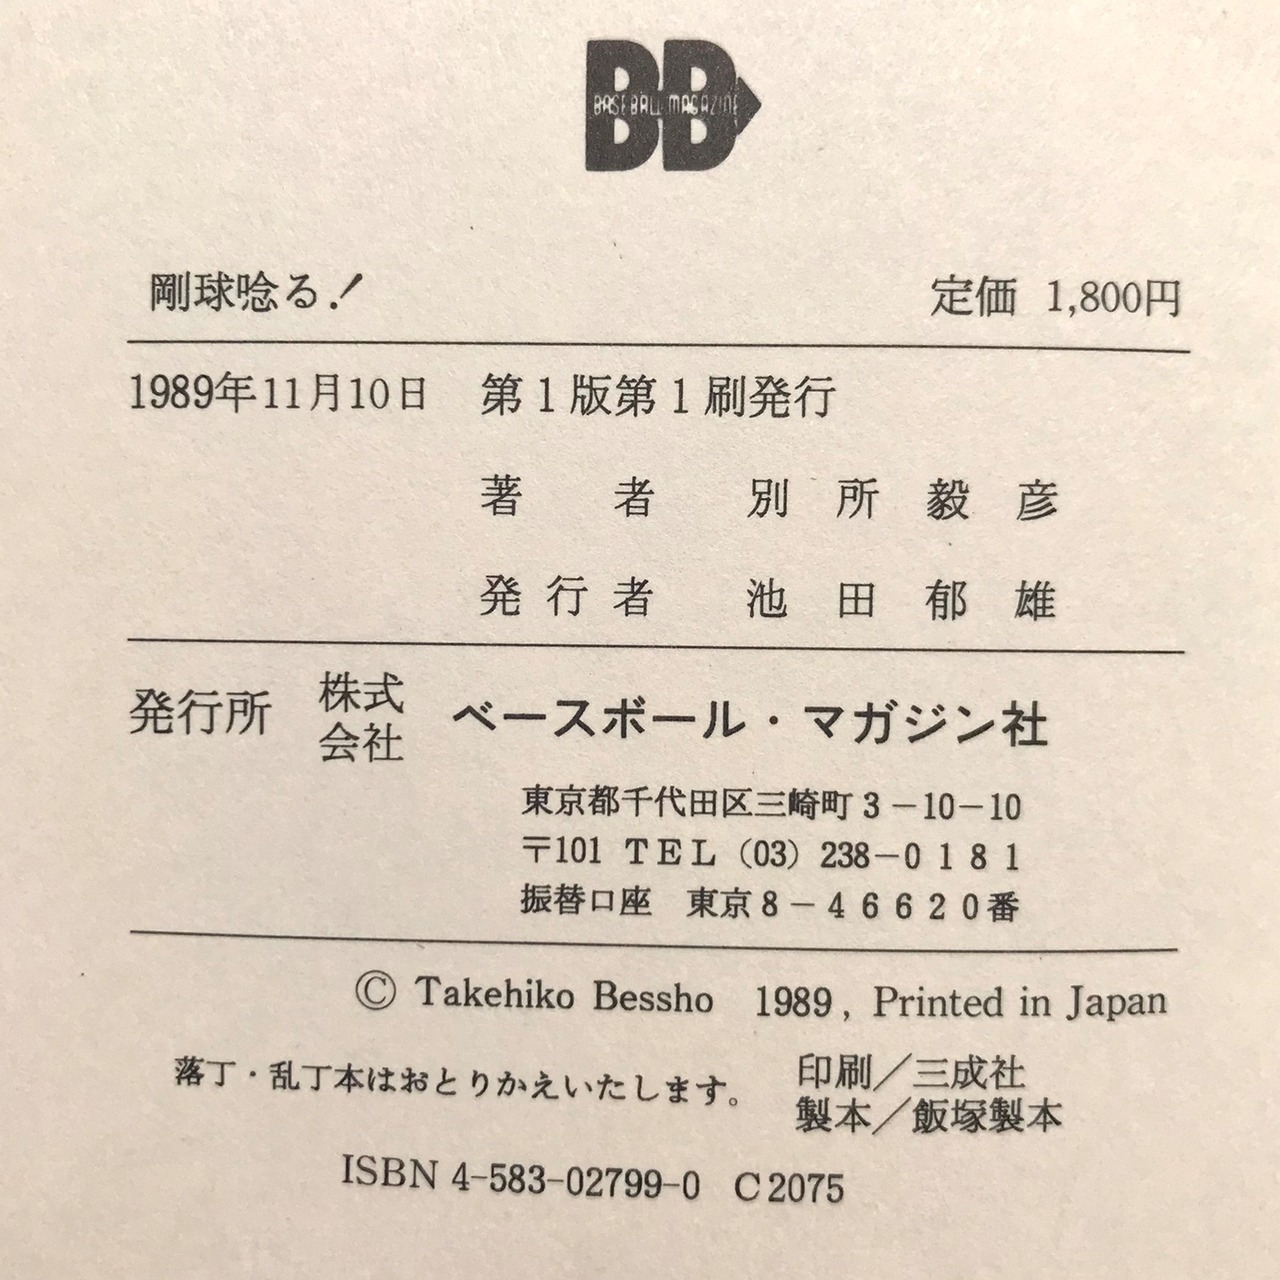 BB
BASEBALL MAGAZINE
剛球唸る！ 定価 1,800円
1989年11月10日 第1版第1刷発行
著者 別所毅彦
発行者 池田郁雄
発行所 株式会社 ベースボール・マガジン社
東京都千代田区三崎町3－10－10
〒101 TEL（03）238－0181
振替口座 東京8－46620番
© Takehiko Bessho 1989, Printed in Japan
落丁・乱丁本はおとりかえいたします。
印刷／三成社
製本／飯塚製本
ISBN 4-583-02799-0 C2075